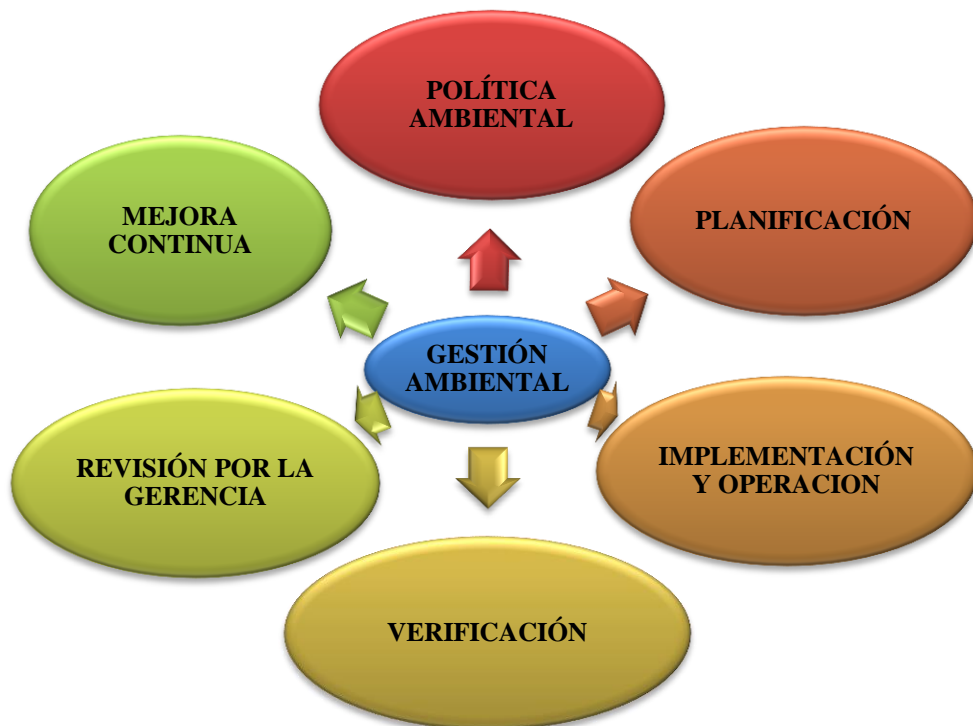 POLÍTICA
AMBIENTAL
PLANIFICACIÓN
IMPLEMENTACIÓN
Y OPERACION
VERIFICACIÓN
REVISIÓN POR LA
GERENCIA
MEJORA
CONTINUA
GESTIÓN
AMBIENTAL